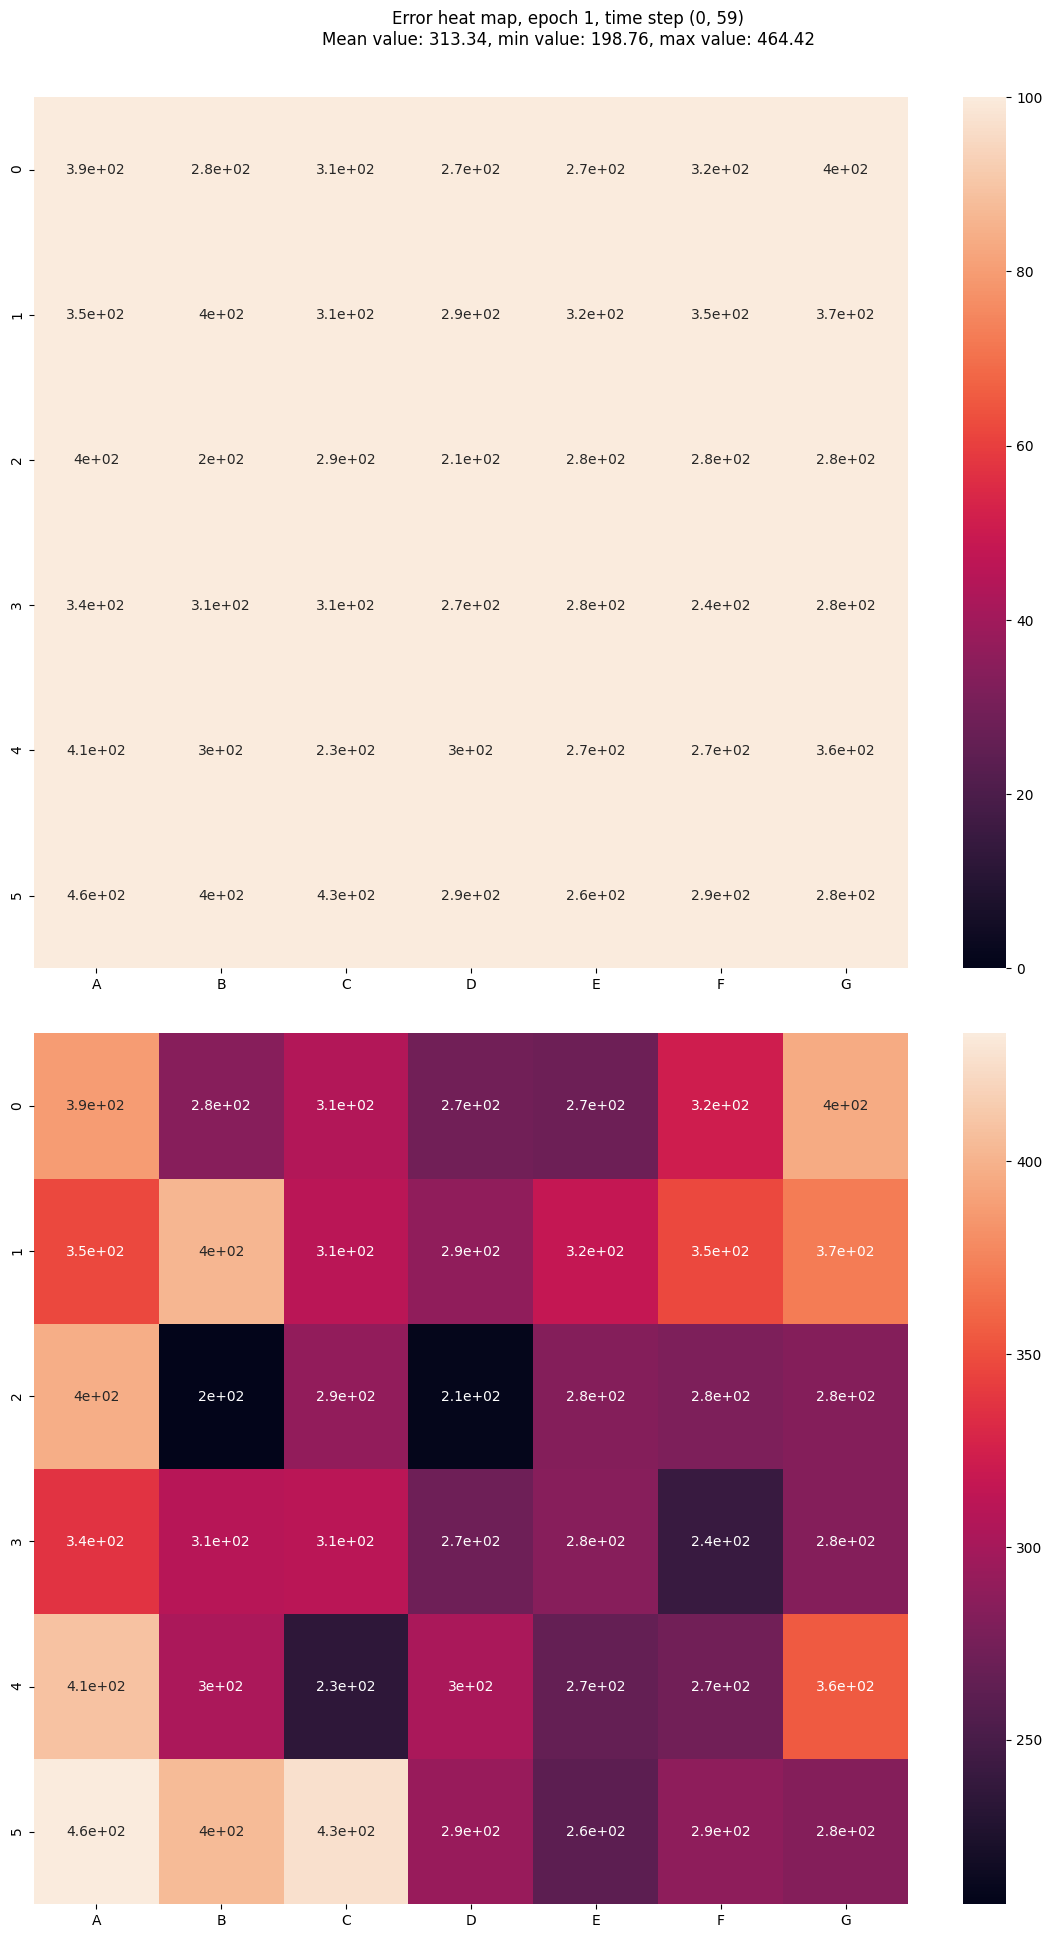 Error heat map, epoch 1, time step (0, 59)
Mean value: 313.34, min value: 198.76, max value: 464.42
100
0 3.9e+02 2.8e+02 3.1e+02 2.7e+02 2.7e+02 3.2e+02 4e+02
80
1 3.5e+02 4e+02 3.1e+02 2.9e+02 3.2e+02 3.5e+02 3.7e+02
60
2 4e+02 2e+02 2.9e+02 2.1e+02 2.8e+02 2.8e+02 2.8e+02
3 3.4e+02 3.1e+02 3.1e+02 2.7e+02 2.8e+02 2.4e+02 2.8e+02
40
4 4.1e+02 3e+02 2.3e+02 3e+02 2.7e+02 2.7e+02 3.6e+02
20
5 4.6e+02 4e+02 4.3e+02 2.9e+02 2.6e+02 2.9e+02 2.8e+02
0
A B C D E F G
0 3.9e+02 2.8e+02 3.1e+02 2.7e+02 2.7e+02 3.2e+02 4e+02
400
1 3.5e+02 4e+02 3.1e+02 2.9e+02 3.2e+02 3.5e+02 3.7e+02
350
2 4e+02 2e+02 2.9e+02 2.1e+02 2.8e+02 2.8e+02 2.8e+02
3 3.4e+02 3.1e+02 3.1e+02 2.7e+02 2.8e+02 2.4e+02 2.8e+02
300
4 4.1e+02 3e+02 2.3e+02 3e+02 2.7e+02 2.7e+02 3.6e+02
250
5 4.6e+02 4e+02 4.3e+02 2.9e+02 2.6e+02 2.9e+02 2.8e+02
A B C D E F G